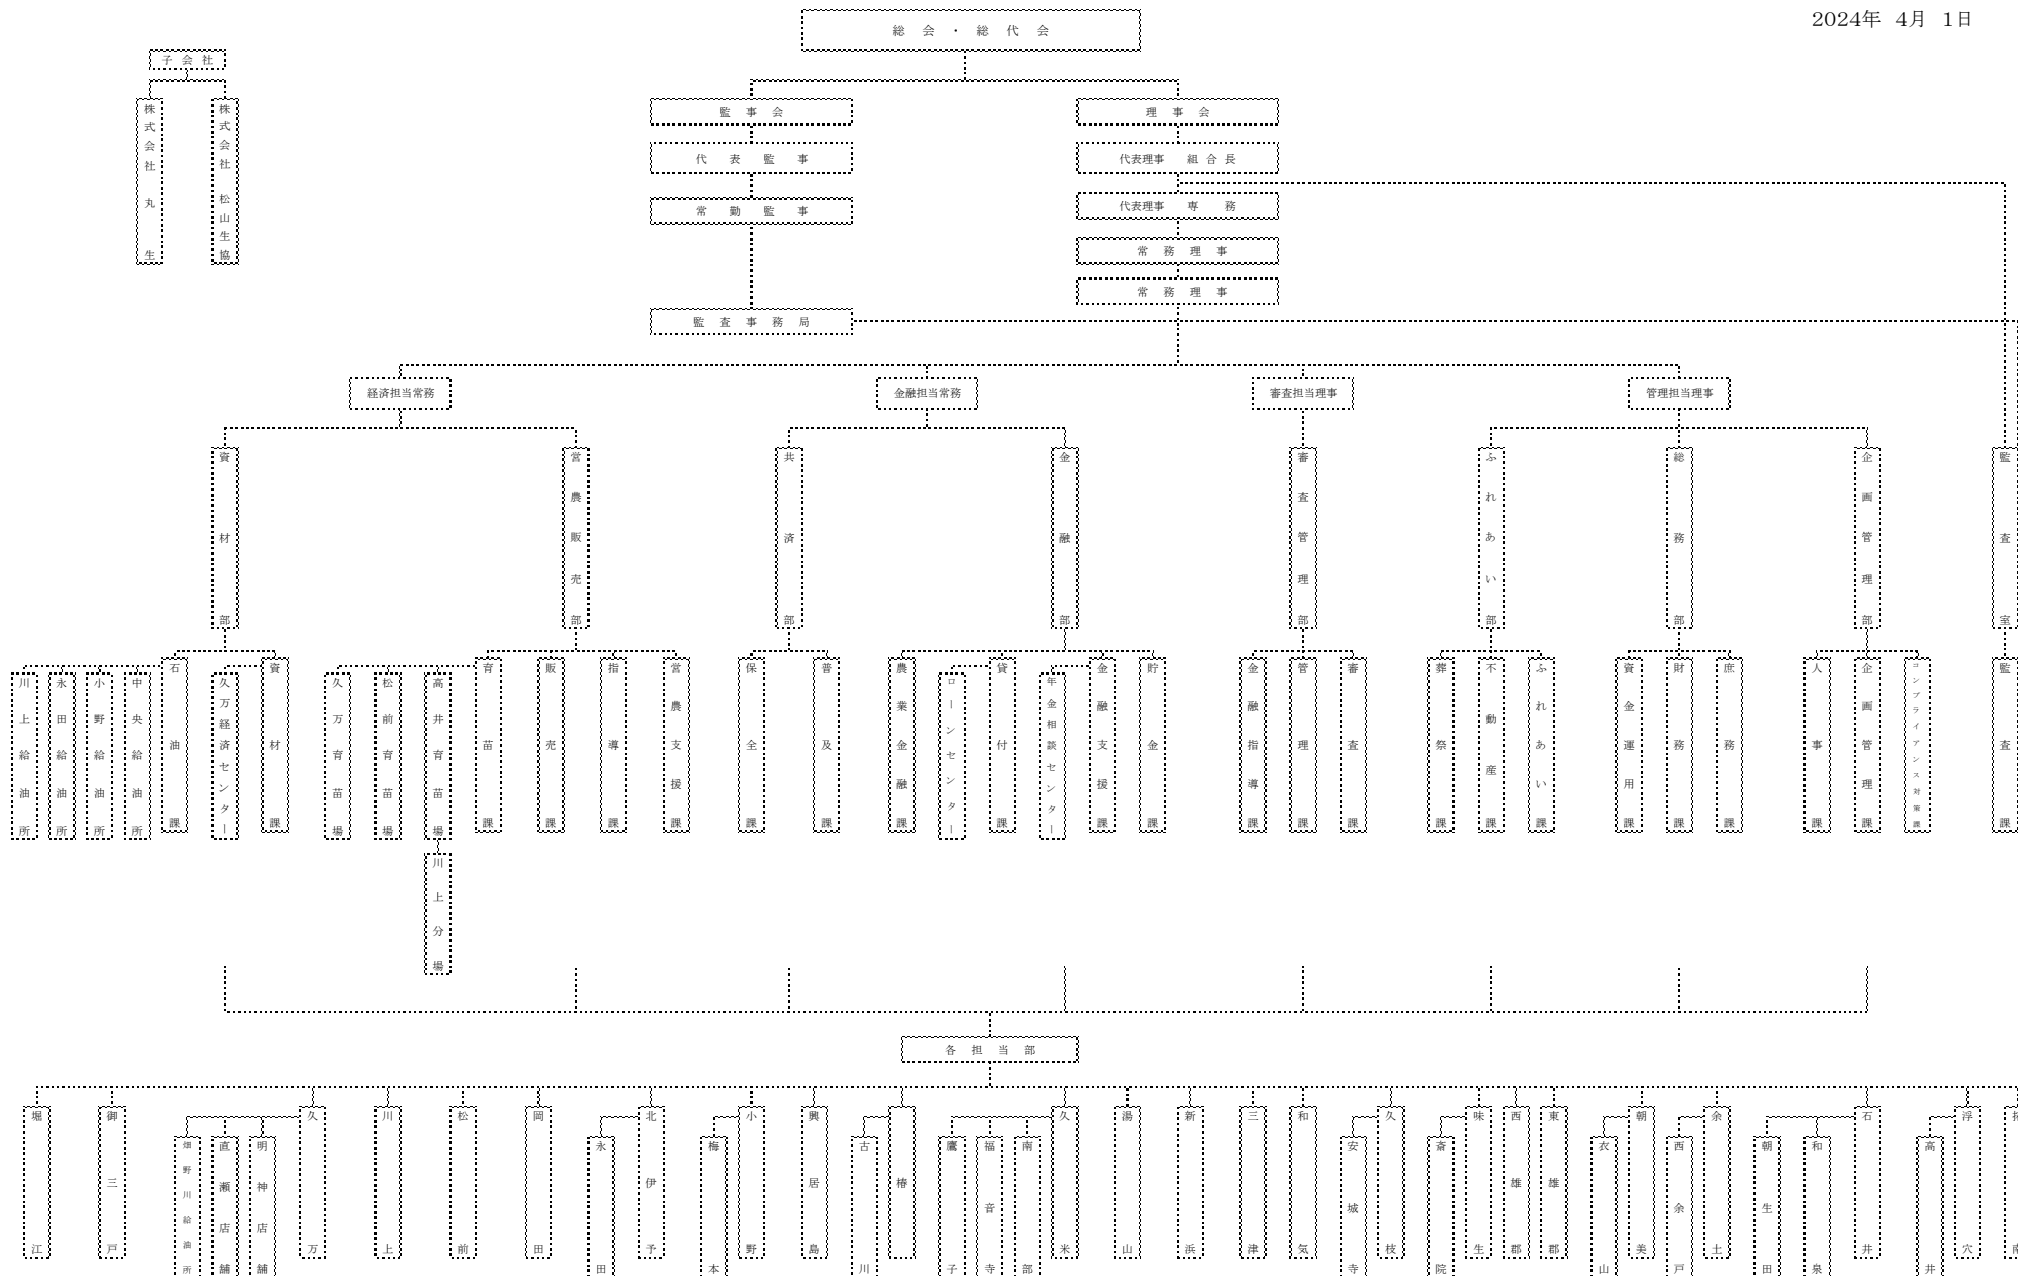 2024年 4月 1日
総会・総代会
子会社
株式会社 丸生
株式会社 松山生協
監事会
理事会
代表監事
代表理事 組合長
常勤監事
代表理事 専務
常務理事
常務理事
監査事務局
経済担当常務
金融担当常務
審査担当理事
管理担当理事
資材部
営農販売部
共済部
金融部
審査管理部
ふれあい部
総務部
企画管理部
監査室
川上給油所
永田給油所
小野給油所
中央給油所
石油課
久万経済センター
資材課
久万育苗場
松前育苗場
高井育苗場
育苗課
販売課
指導課
営農支援課
保全課
普及課
農業金融課
ローンセンター
貸付課
年金相談センター
金融支援課
貯金課
金融指導課
管理課
審査課
葬祭課
不動産課
ふれあい課
資金運用課
財務課
庶務課
人事課
企画管理課
コンプライアンス対策課
監査課
川上分場
各担当部
堀江
御三戸
畑野川給油所
直瀬店舗
明神店舗
久万
川上
松前
岡田
永田
北伊予
梅本
小野
興居島
古川
椿
鷹子
福音寺
南部
久米
湯山
新浜
三津
和気
安城寺
久枝
斎院
味生
西雄郡
東雄郡
衣山
朝美
西余戸
余土
朝生田
和泉
石井
高井
浮穴